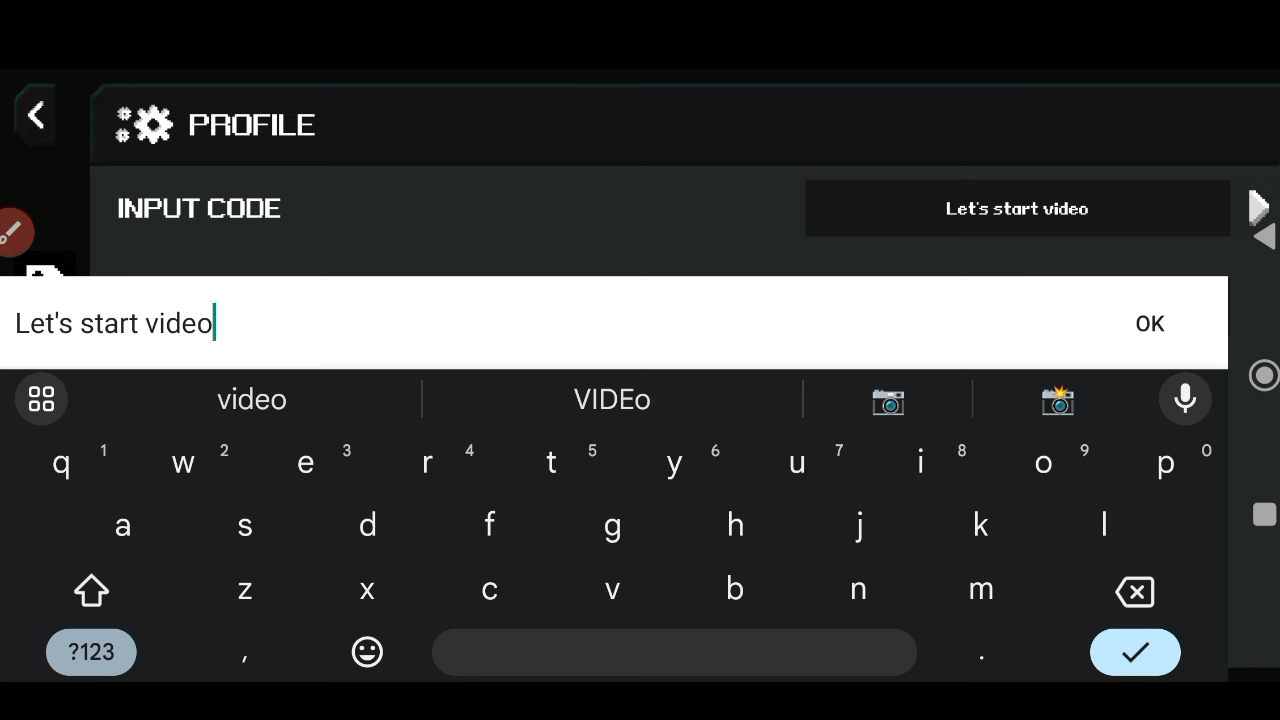 PROFILE
INPUT CODE
Let's start video
Let's start video
OK
video
VIDEo
q 1 w 2 e 3 r 4 t 5 y 6 u 7 i 8 o 9 p 0
a s d f g h j k l
z x c v b n m
?123 , .